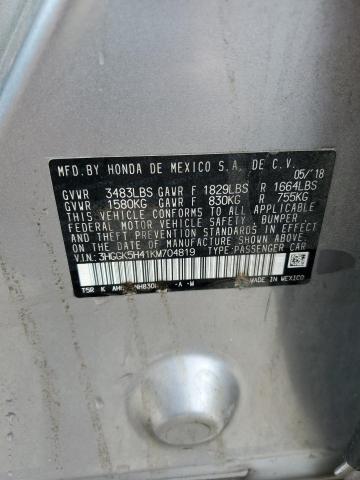 MFD.BY HONDA DE MEXICO S.A. DE C.V.
05/18
GVWR 3483LBS GAWR F 1829LBS R 1664LBS
GVWR 1580KG GAWR F 830KG R 755KG
THIS VEHICLE CONFORMS TO ALL APPLICABLE
FEDERAL MOTOR VEHICLE SAFETY, BUMPER,
AND THEFT PREVENTION STANDARDS IN EFFECT
ON THE DATE OF MANUFACTURE SHOWN ABOVE.
VIN: 3HGGK5H41KM704819 TYPE:PASSENGER CAR
T5R K -A -M
MADE IN MEXICO